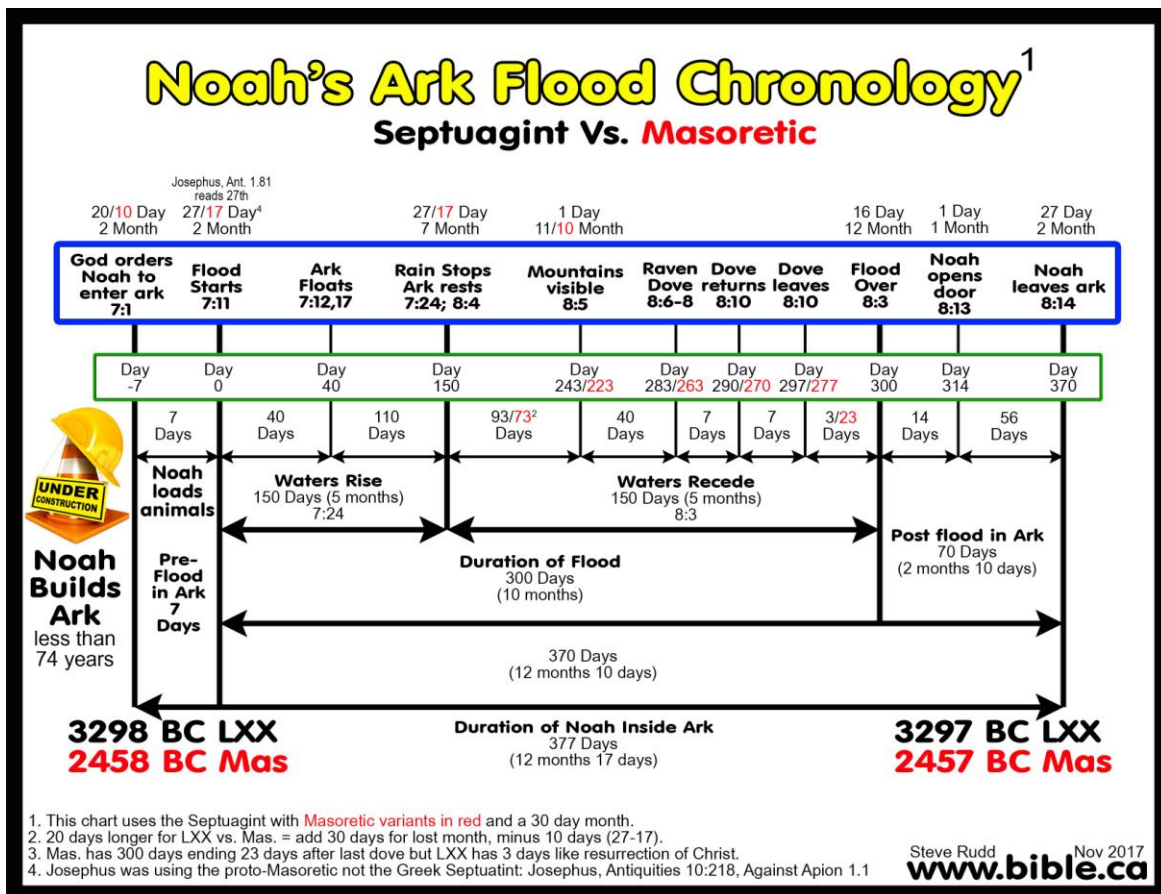 Noah's Ark Flood Chronology1
Septuagint Vs. Masoretic
Josephus, Ant. 1.81
reads 27th
20/10 Day
2 Month
27/17 Day4
2 Month
27/17 Day
7 Month
1 Day
11/10 Month
16 Day
12 Month
1 Day
1 Month
27 Day
2 Month
God orders
Noah to
enter ark
7:1
Flood
Starts
7:11
Ark
Floats
7:12,17
Rain Stops
Ark rests
7:24; 8:4
Mountains
visible
8:5
Raven
Dove
8:6-8
Dove
returns
8:10
Dove
leaves
8:10
Flood
Over
8:3
Noah
opens
door
8:13
Noah
leaves ark
8:14
Day
-7
Day
0
Day
40
Day
150
Day
243/223
Day
283/263
Day
290/270
Day
297/277
Day
300
Day
314
Day
370
7
Days
40
Days
110
Days
93/732
Days
40
Days
7
Days
7
Days
3/23
Days
14
Days
56
Days
UNDER
CONSTRUCTION
Noah
Builds
Ark
less than
74 years
Noah
loads
animals
Pre-
Flood
in Ark
7
Days
Waters Rise
150 Days (5 months)
7:24
Waters Recede
150 Days (5 months)
8:3
Duration of Flood
300 Days
(10 months)
Post flood in Ark
70 Days
(2 months 10 days)
370 Days
(12 months 10 days)
3298 BC LXX
2458 BC Mas
Duration of Noah Inside Ark
377 Days
(12 months 17 days)
3297 BC LXX
2457 BC Mas
1. This chart uses the Septuagint with Masoretic variants in red and a 30 day month.
2. 20 days longer for LXX vs. Mas. = add 30 days for lost month, minus 10 days (27-17).
3. Mas. has 300 days ending 23 days after last dove but LXX has 3 days like resurrection of Christ.
4. Josephus was using the proto-Masoretic not the Greek Septuatint: Josephus, Antiquities 10:218, Against Apion 1.1
Steve Rudd Nov 2017
www.bible.ca